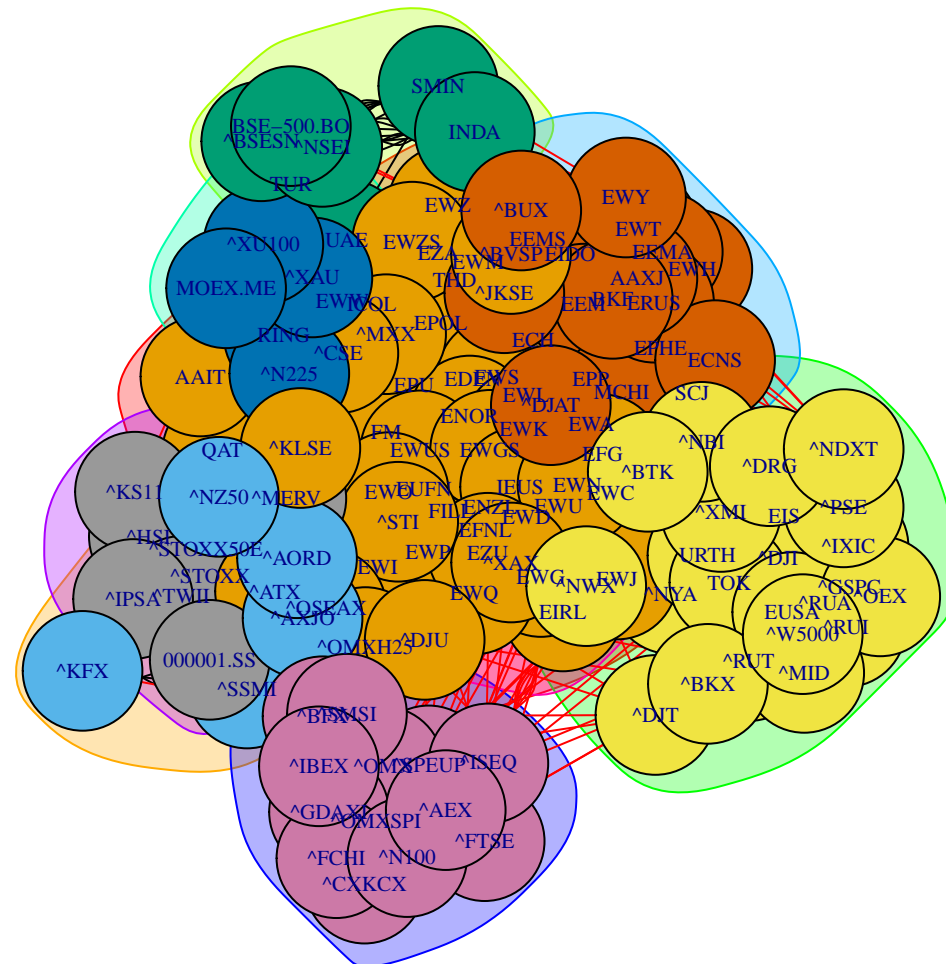 SMIN
BSE−500.BO
INDA
^BSESN
^NSEI
TUR
EWY
EWZ
^BUX
EWT
EWZS
EEMS
UAE
^XU100
EZA
^BVSP
EIDO
EEMA
EWM
EWH
AAXJ
^XAU
THD
MOEX.ME
^JKSE
BKF
ERUS
EWW
ICOL
EEM
EPOL
RING
^MXX
ECH
^CSE
EPHE
ECNS
AAIT
^N225
EDEN
EWS
EPP
EPU
EWL
MCHI
SCJ
^DJAT
ENOR
EWA
EWK
FM
^NBI
QAT
^KLSE
EWUS
EWGS
EFG
^NDXT
^BTK
^DRG
^KS11
^NZ50
^MERV
EWO
EUFN
IEUS
EWN
EWC
ENZL
EWU
^PSE
FILL
^STI
EWD
^XMI
EIS
EFNL
^HSI
^STOXX50E
EWP
EZU
^IXIC
^AORD
EWI
^XAX
URTH
^DJI
^STOXX
EWG
^NWX
EWJ
TOK
^IPSA
^TWII
^ATX
EWQ
^NYA
^GSPC
^OEX
^OSEAX
EIRL
EUSA
^RUA
^AXJO
^RUI
^OMXH25
^DJU
^W5000
000001.SS
^RUT
^KFX
^MID
^SSMI
^BKX
^DJT
^BFX
^IBEX
^OMX
^SPEUP
^ISEQ
^GDAXI
^AEX
^OMXSPI
^FTSE
^FCHI
^N100